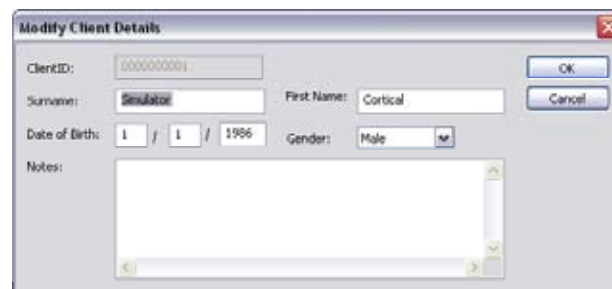 Modify Client Details
ClientID: 0000000001 OK
Surname: Simulator First Name: Cortical Cancel
Date of Birth: 1 / 1 / 1986 Gender: Male
Notes: